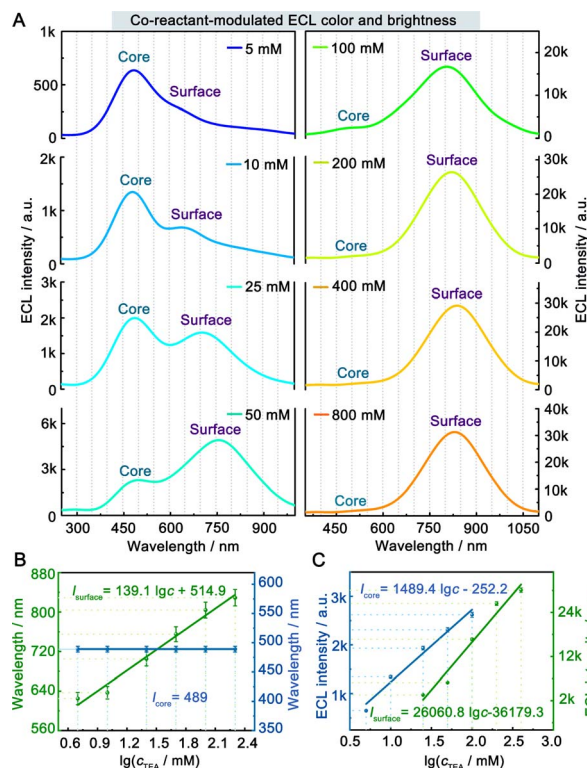 Co-reactant-modulated ECL color and brightness
A
1k
500
0
5 mM
Core
Surface
2k
1k
0
10 mM
Core
Surface
3k
2k
1k
0
25 mM
Core
Surface
6k
3k
0
50 mM
Core
Surface
300 450 600 750 900
Wavelength / nm
ECL intensity / a.u.
20k
10k
0
100 mM
Core
Surface
30k
20k
10k
0
200 mM
Core
Surface
30k
20k
10k
0
400 mM
Core
Surface
40k
30k
20k
10k
0
800 mM
Core
Surface
450 600 750 900 1050
Wavelength / nm
ECL intensity / a.u.
B
880
800
720
640
560
Wavelength / nm
I surface = 139.1 lgc + 514.9
I core = 489
600
550
500
450
400
350
Wavelength / nm
0.6 0.9 1.2 1.5 1.8 2.1 2.4
lg(c TEA / mM)
C
3k
2k
1k
ECL intensity / a.u.
I core = 1489.4 lgc - 252.2
I surface = 26060.8 lgc-36179.3
24k
12k
2k
0.5 1.0 1.5 2.0 2.5 3.0
lg(c TEA / mM)